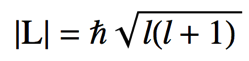 |L| = ℏ √l(l + 1)